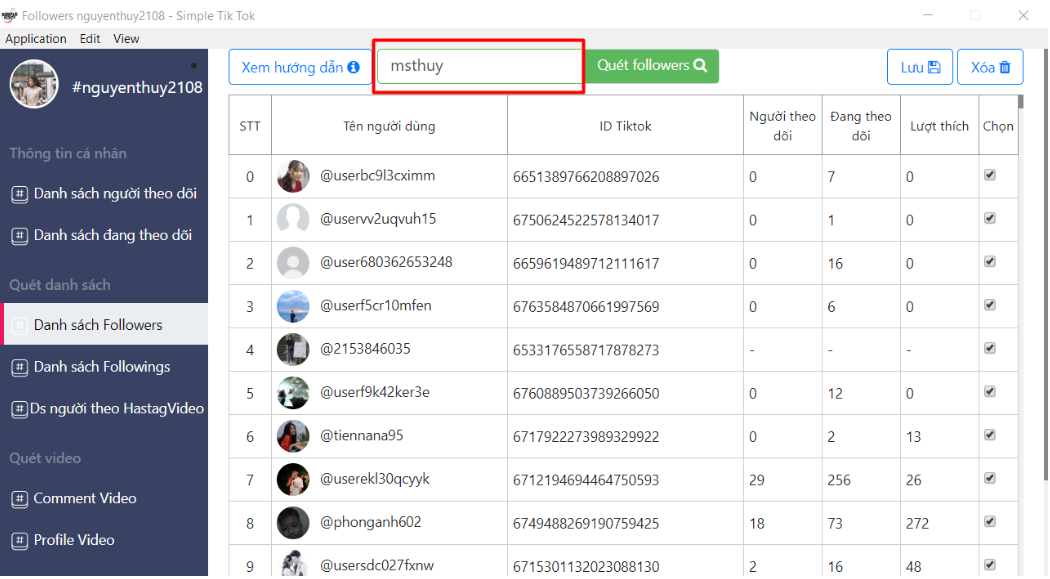 Followers nguyenthuy2108 - Simple Tik Tok
Application Edit View
#nguyenthuy2108
Thông tin cá nhân
Danh sách người theo dõi
Danh sách đang theo dõi
Quét danh sách
Danh sách Followers
Danh sách Followings
Ds người theo HastagVideo
Quét video
Comment Video
Profile Video
Xem hướng dẫn msthuy Quét followers Lưu Xóa
STT Tên người dùng ID Tiktok Người theo dõi Đang theo dõi Lượt thích Chọn
0 @userbc9l3cximm 6651389766208897026 0 7 0
1 @uservv2uqvuh15 6750624522578134017 0 1 0
2 @user680362653248 6659619489712111617 0 16 0
3 @userf5cr10mfen 6763584870661997569 0 6 0
4 @2153846035 6533176558717878273 - - -
5 @userf9k42ker3e 6760889503739266050 0 12 0
6 @tiennana95 6717922273989329922 0 2 13
7 @userekl30qcyyk 6712194694464750593 29 256 26
8 @phonganh602 6749488269190759425 18 73 272
9 @usersdc027fxnw 6715301132023088130 2 16 48